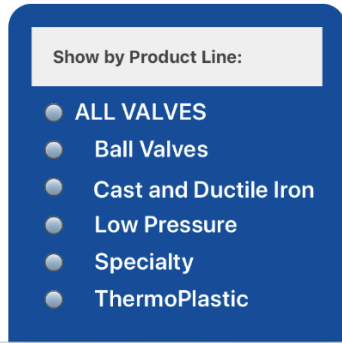 Show by Product Line:
ALL VALVES
Ball Valves
Cast and Ductile Iron
Low Pressure
Specialty
ThermoPlastic